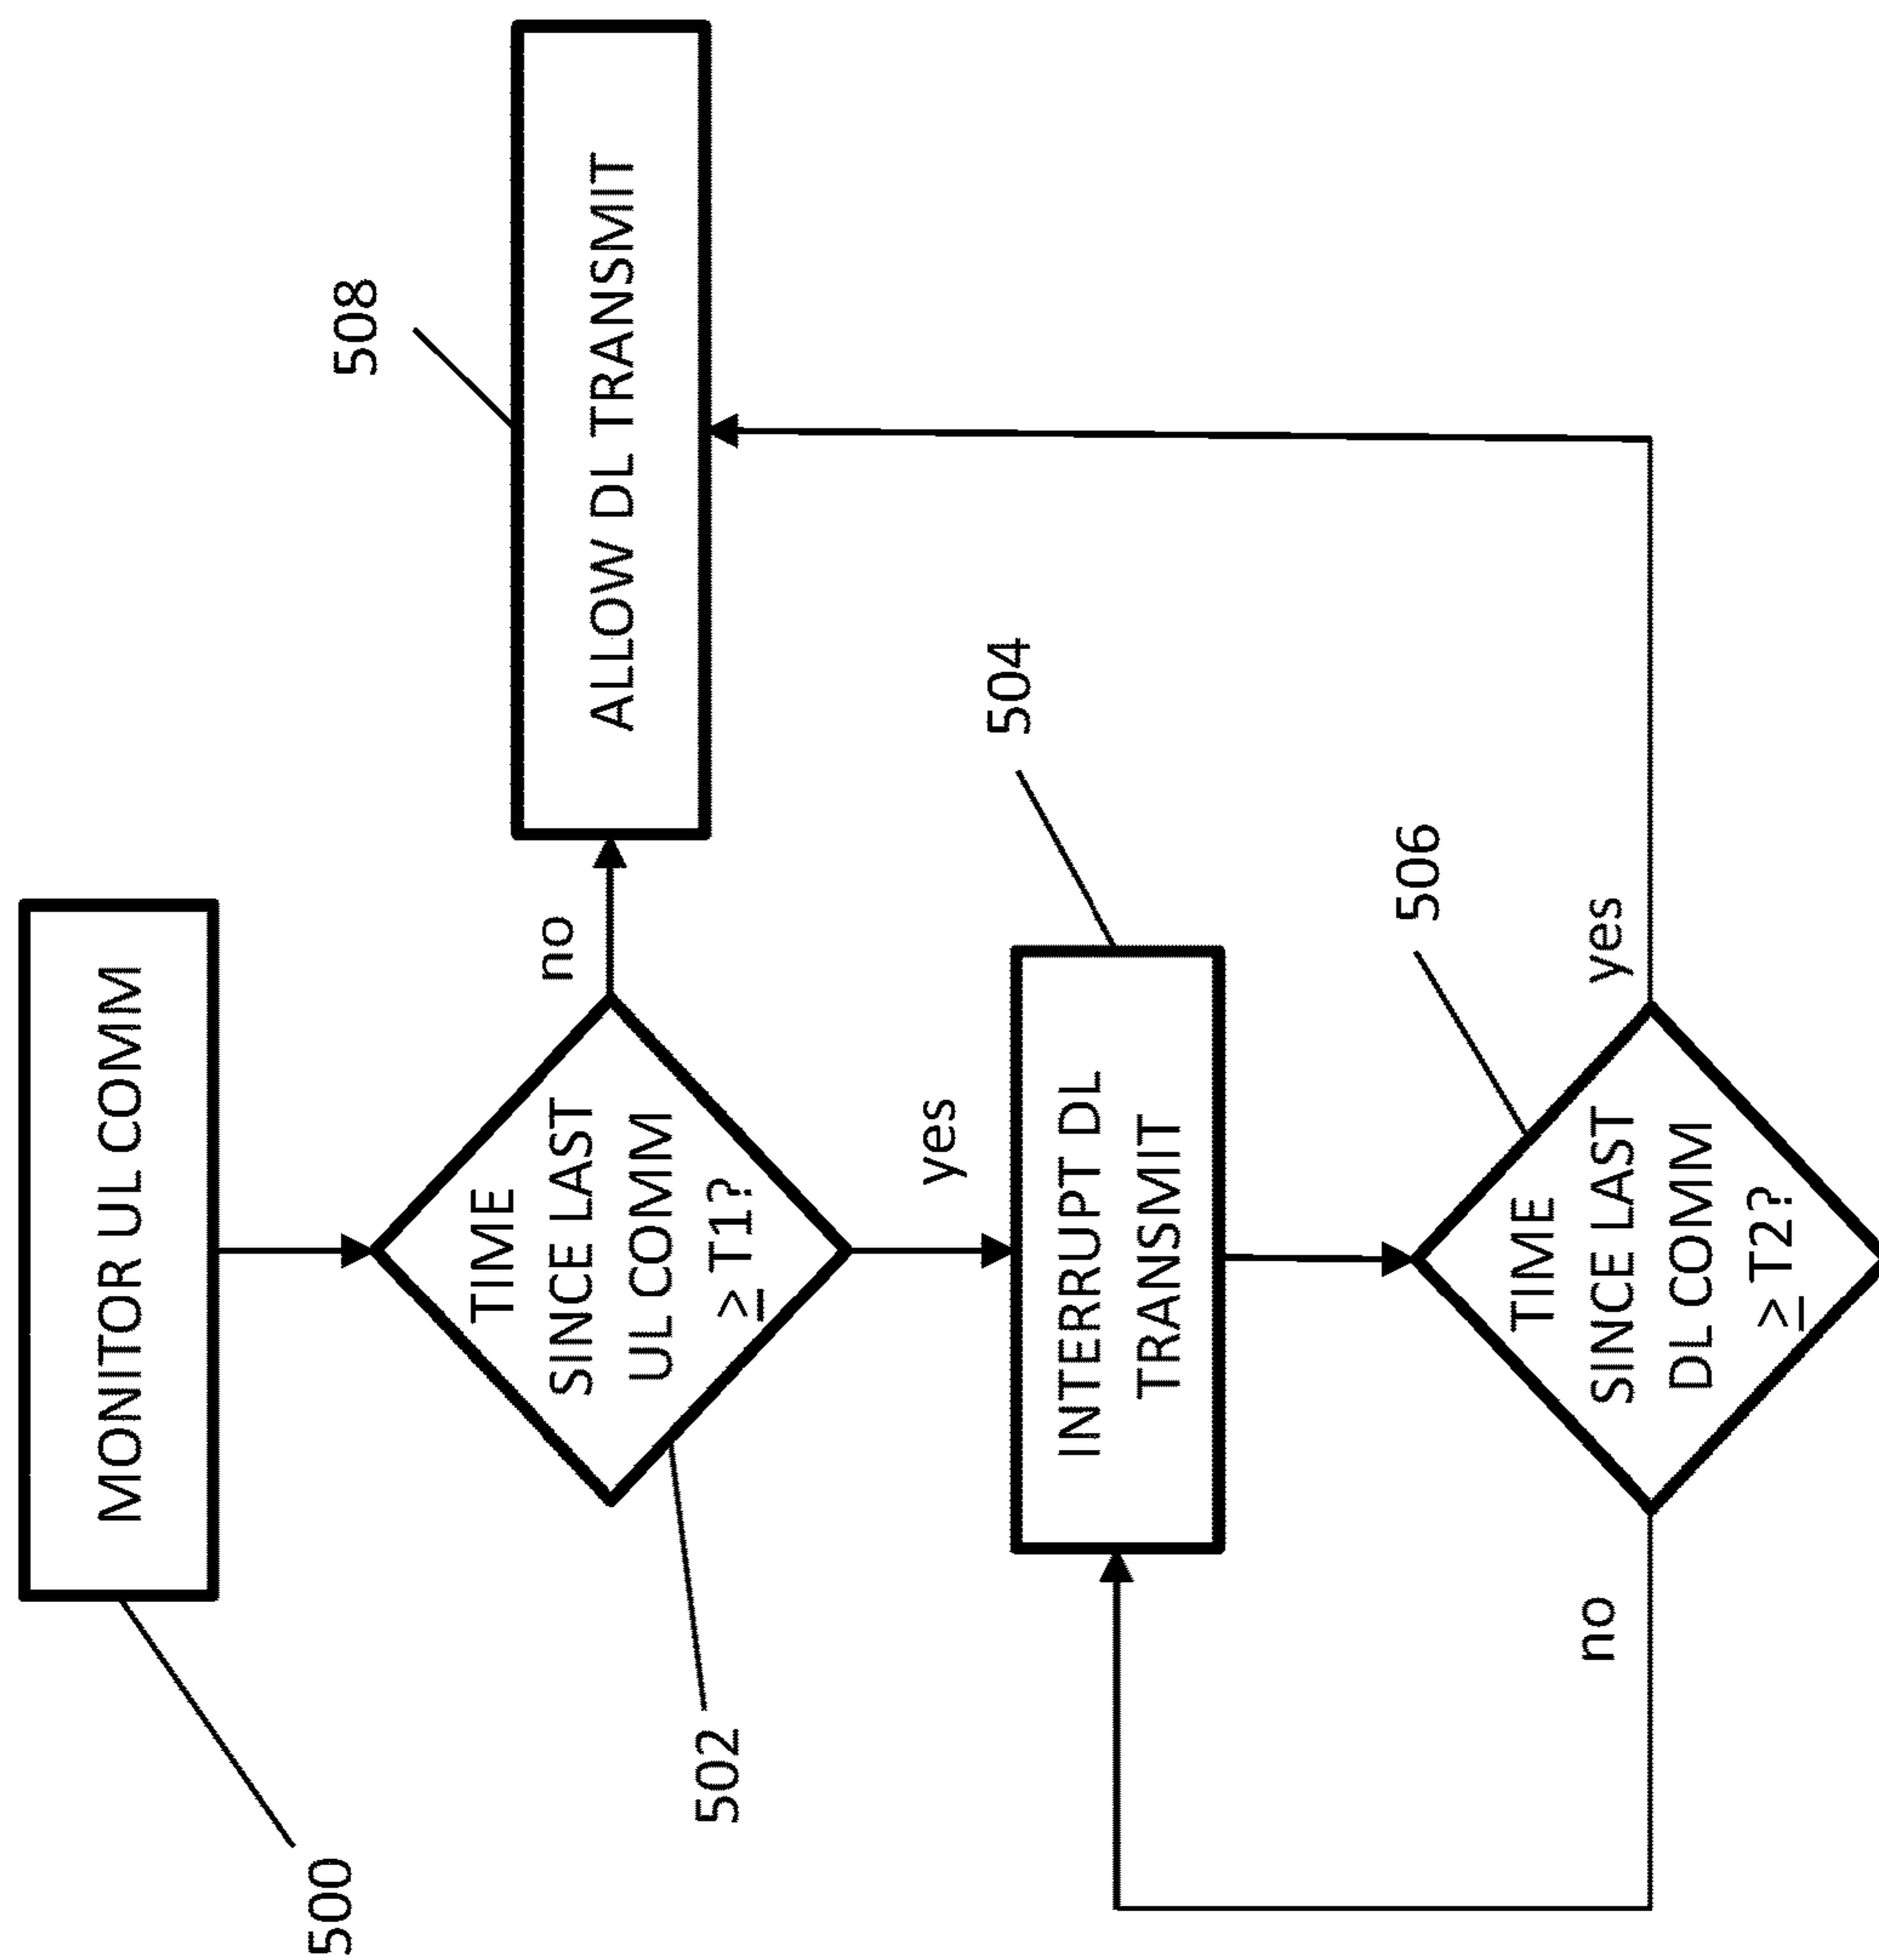 500
MONITOR UL COMM
502
TIME
SINCE LAST
UL COMM
≥ T1?
no
508
ALLOW DL TRANSMIT
yes
504
INTERRUPT DL
TRANSMIT
506
TIME
SINCE LAST
DL COMM
≥ T2?
no
yes